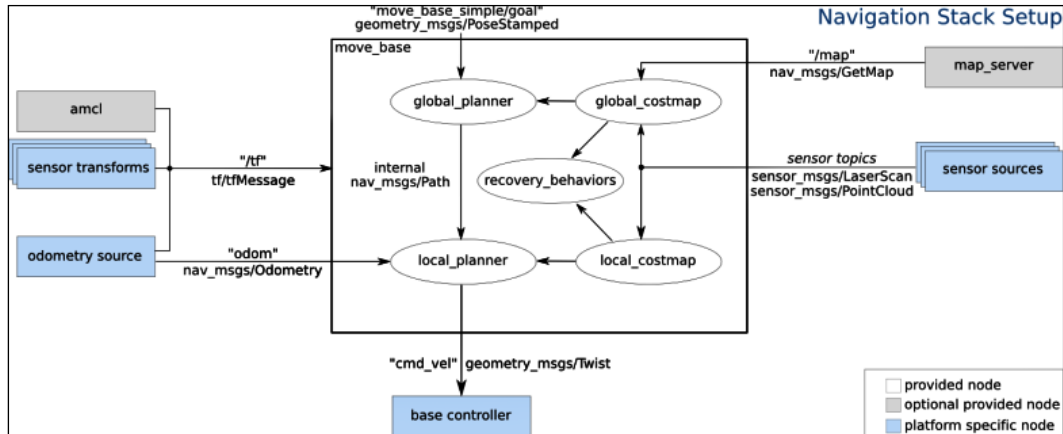 Navigation Stack Setup
"move_base_simple/goal"
geometry_msgs/PoseStamped
move_base
"/map"
nav_msgs/GetMap
map_server
amcl
global_planner
global_costmap
sensor transforms
"/tf"
tf/tfMessage
internal
nav_msgs/Path
recovery_behaviors
sensor topics
sensor_msgs/LaserScan
sensor_msgs/PointCloud
sensor sources
odometry source
"odom"
nav_msgs/Odometry
local_planner
local_costmap
"cmd_vel" geometry_msgs/Twist
base controller
provided node
optional provided node
platform specific node